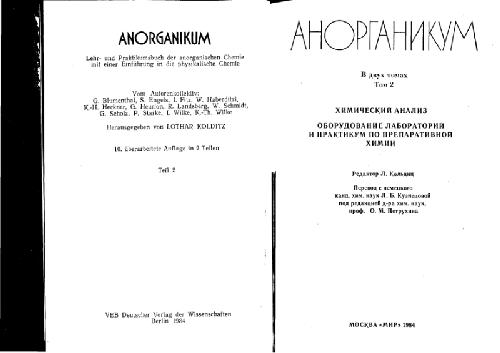 ANORGANIKUM
Lehr- und Praktikumsbuch der anorganischen Chemie
mit einer Einführung in die physikalische Chemie
Vom Autorenkollektiv:
G. Blumenthal, S. Engels, I. Fitz, W. Haberditzl,
K.-H. Heckner, G. Henrion, R. Landsberg, W. Schmidt,
G. Scholz, P. Starke, I. Wilke, K.-Th. Wilke
Herausgegeben von LOTHAR KOLDITZ
10. überarbeitete Auflage in 2 Teilen
Teil 2
VEB Deutscher Verlag der Wissenschaften
Berlin 1984
АНОРГАНИКУМ
В двух томах
Том 2
ХИМИЧЕСКИЙ АНАЛИЗ
ОБОРУДОВАНИЕ ЛАБОРАТОРИЙ
И ПРАКТИКУМ ПО ПРЕПАРАТИВНОЙ
ХИМИИ
Редактор Л. Кольдиц
Перевод с немецкого
канд. хим. наук Л. Б. Кузнецовой
под редакцией д-ра хим. наук,
проф. О. М. Петрухина
МОСКВА «МИР» 1984